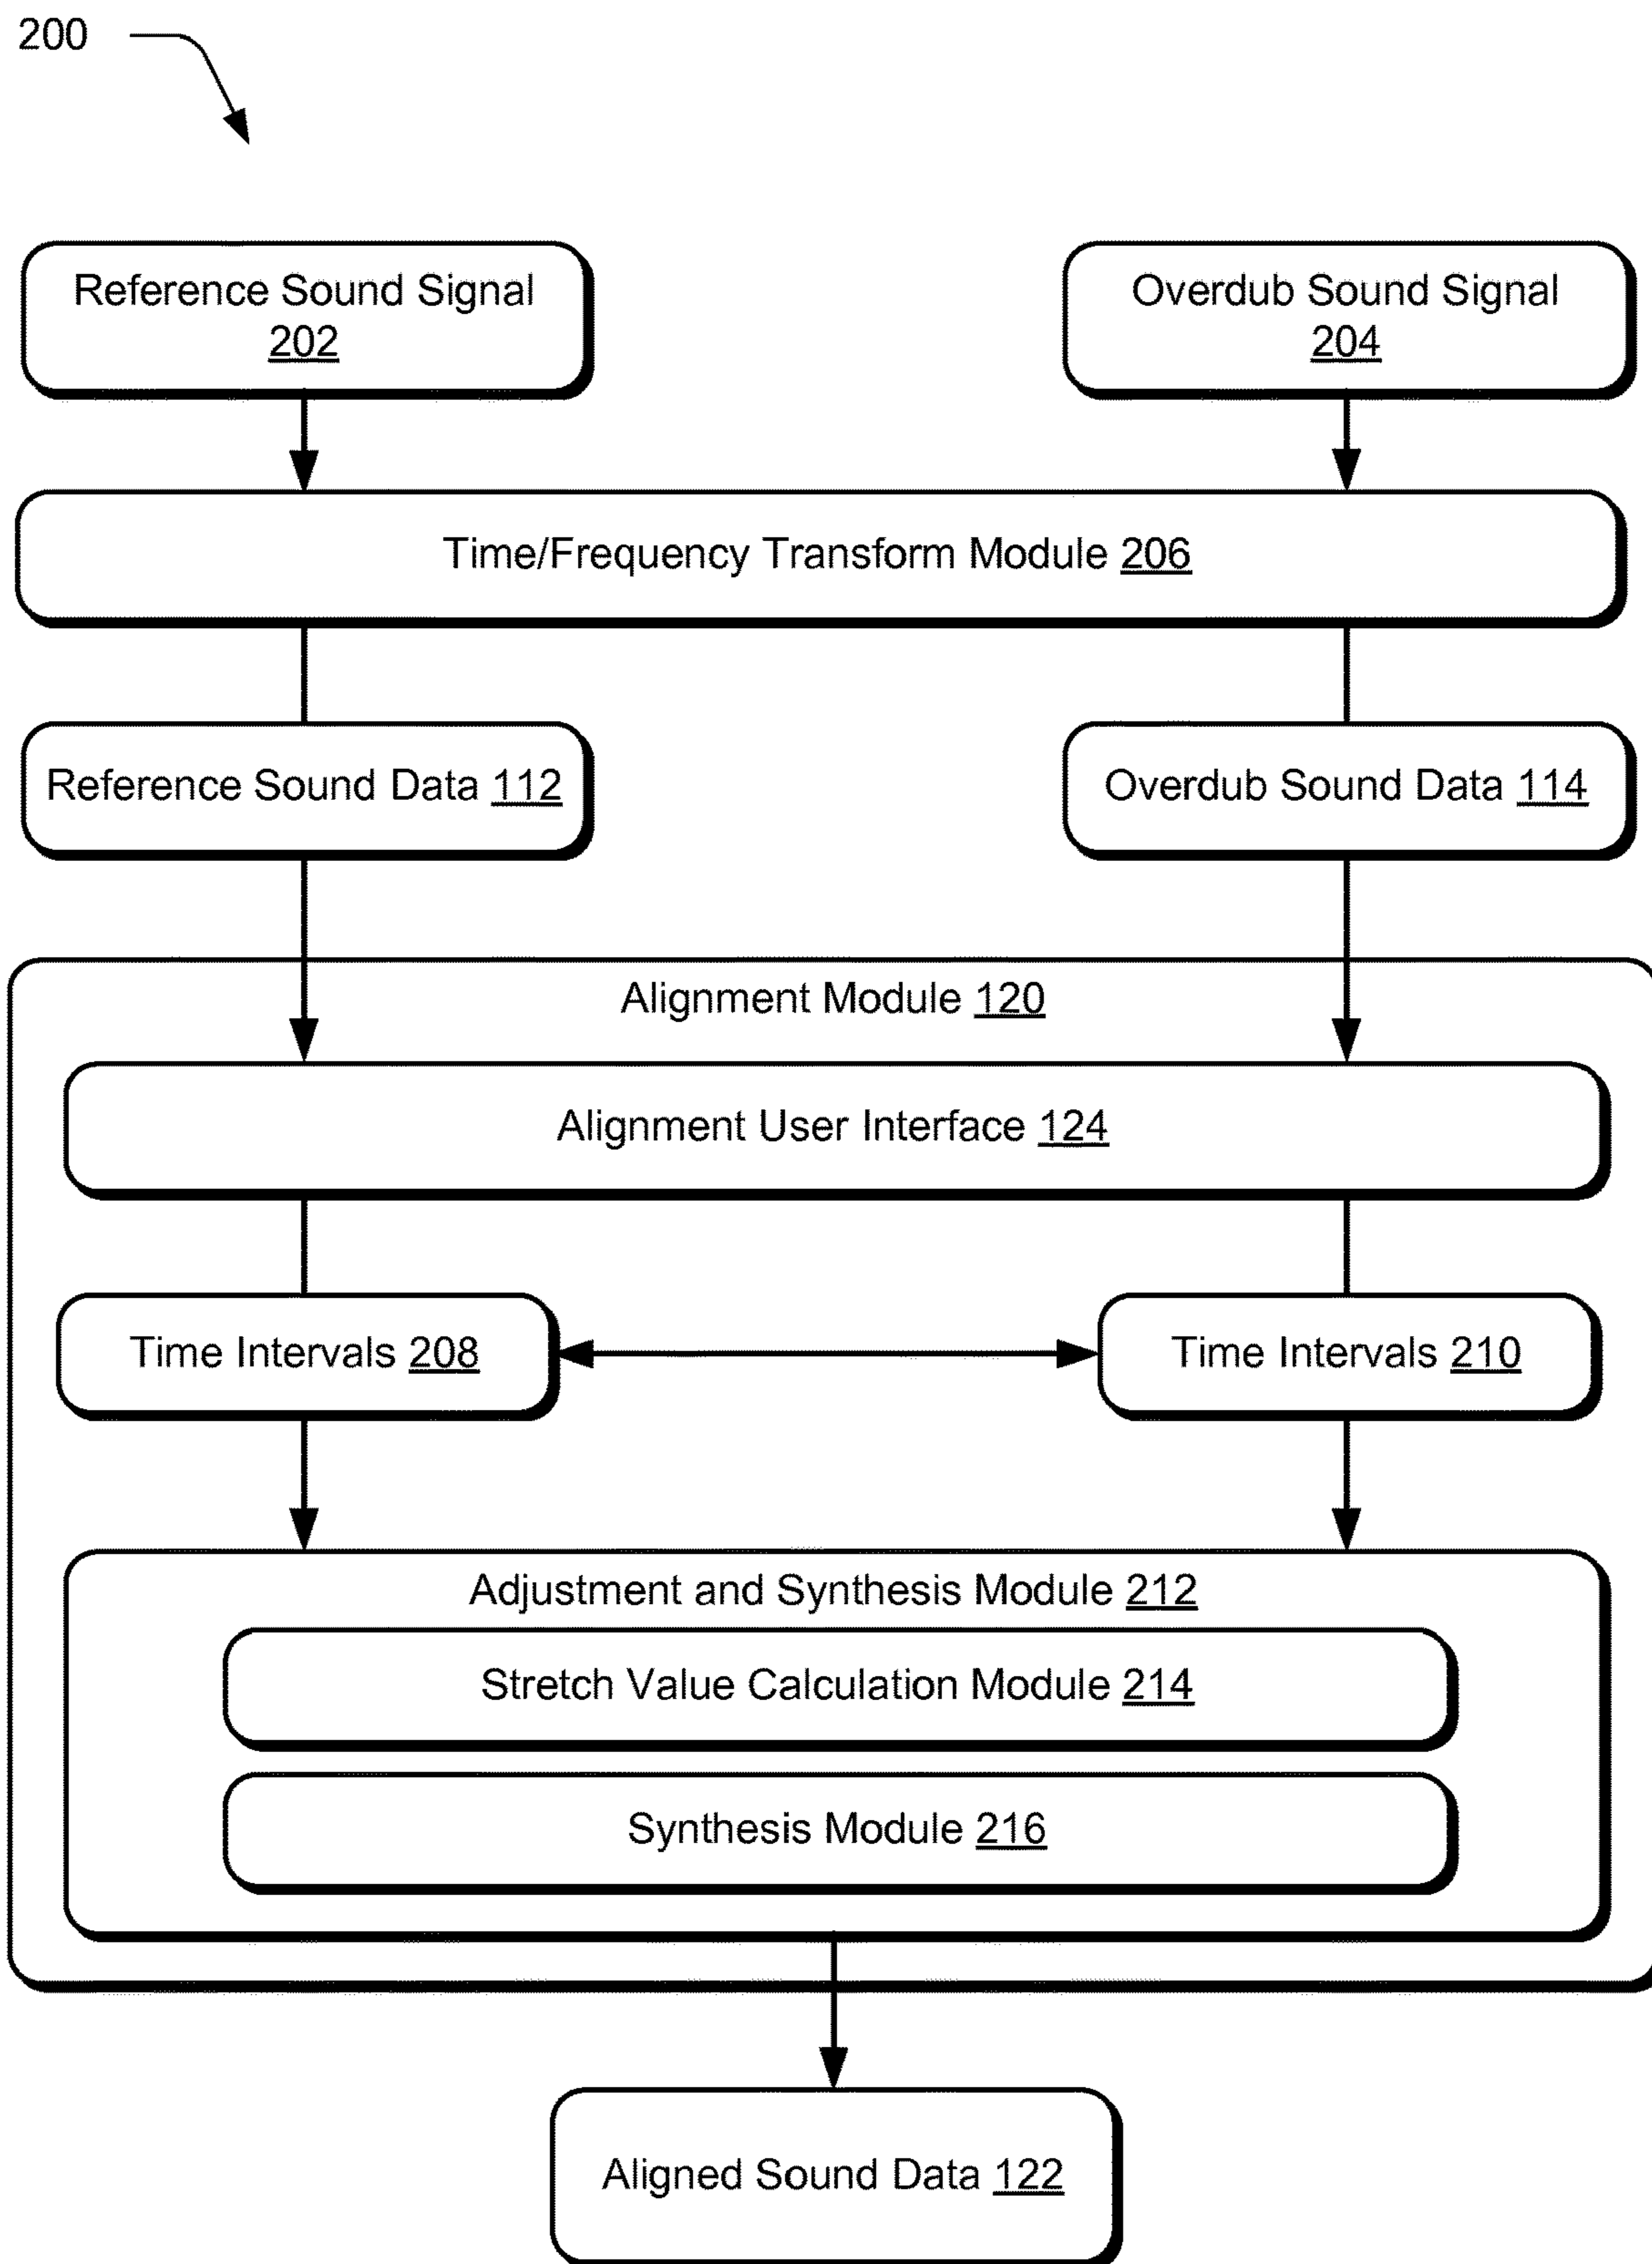 200
Reference Sound Signal
202
Overdub Sound Signal
204
Time/Frequency Transform Module 206
Reference Sound Data 112
Overdub Sound Data 114
Alignment Module 120
Alignment User Interface 124
Time Intervals 208
Time Intervals 210
Adjustment and Synthesis Module 212
Stretch Value Calculation Module 214
Synthesis Module 216
Aligned Sound Data 122